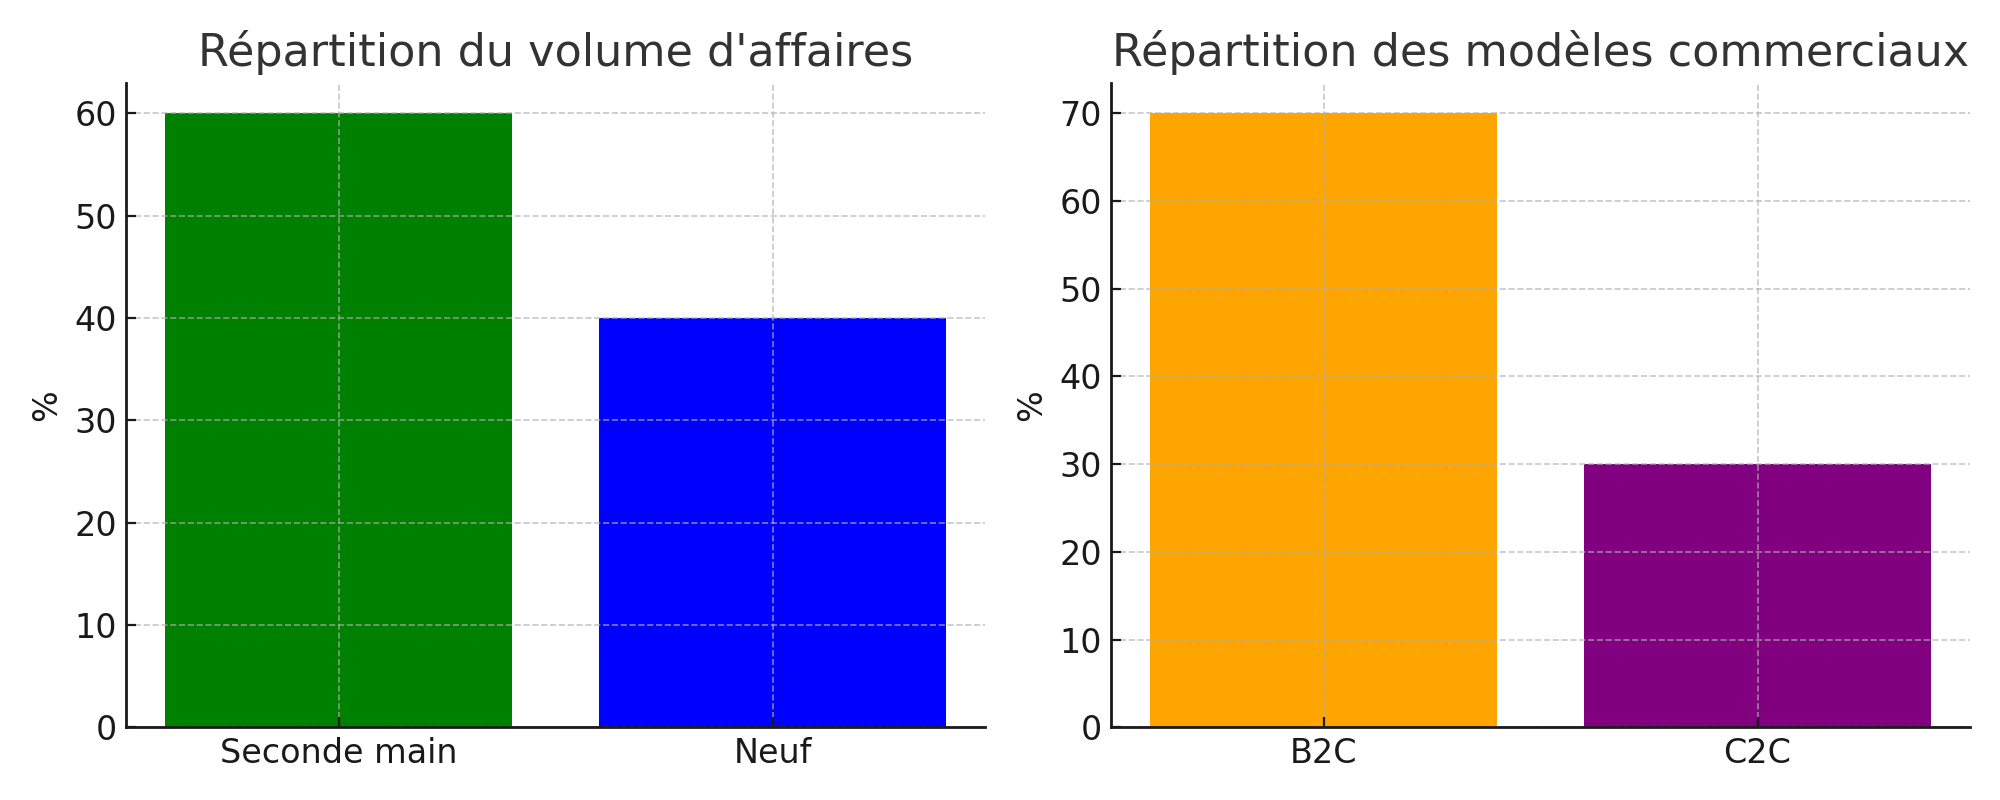 Répartition du volume d'affaires
60
50
40
30
20
10
0
%
Seconde main
Neuf
Répartition des modèles commerciaux
70
60
50
40
30
20
10
0
%
B2C
C2C